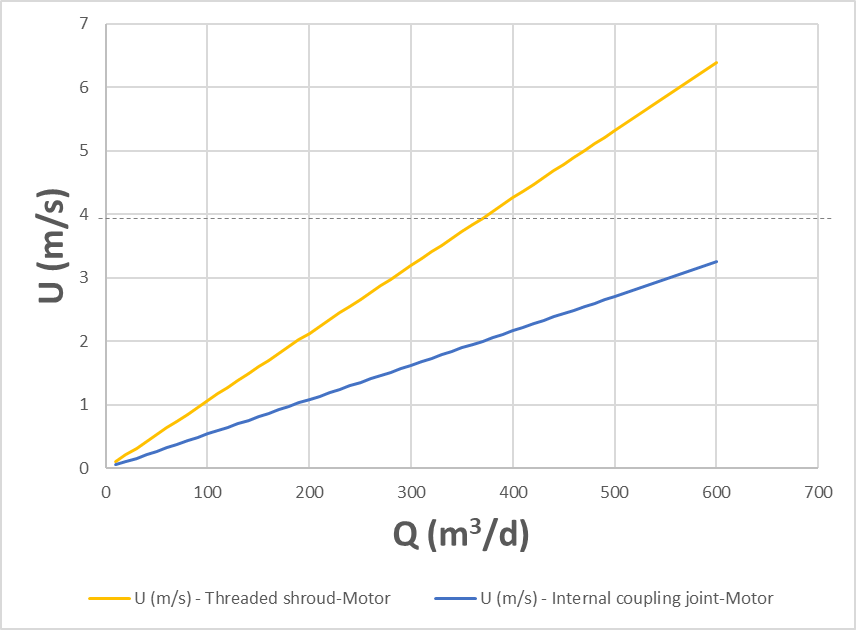 7
6
5
4
3
2
1
0
U (m/s)
0 100 200 300 400 500 600 700
Q (m³/d)
U (m/s) - Threaded shroud-Motor U (m/s) - Internal coupling joint-Motor